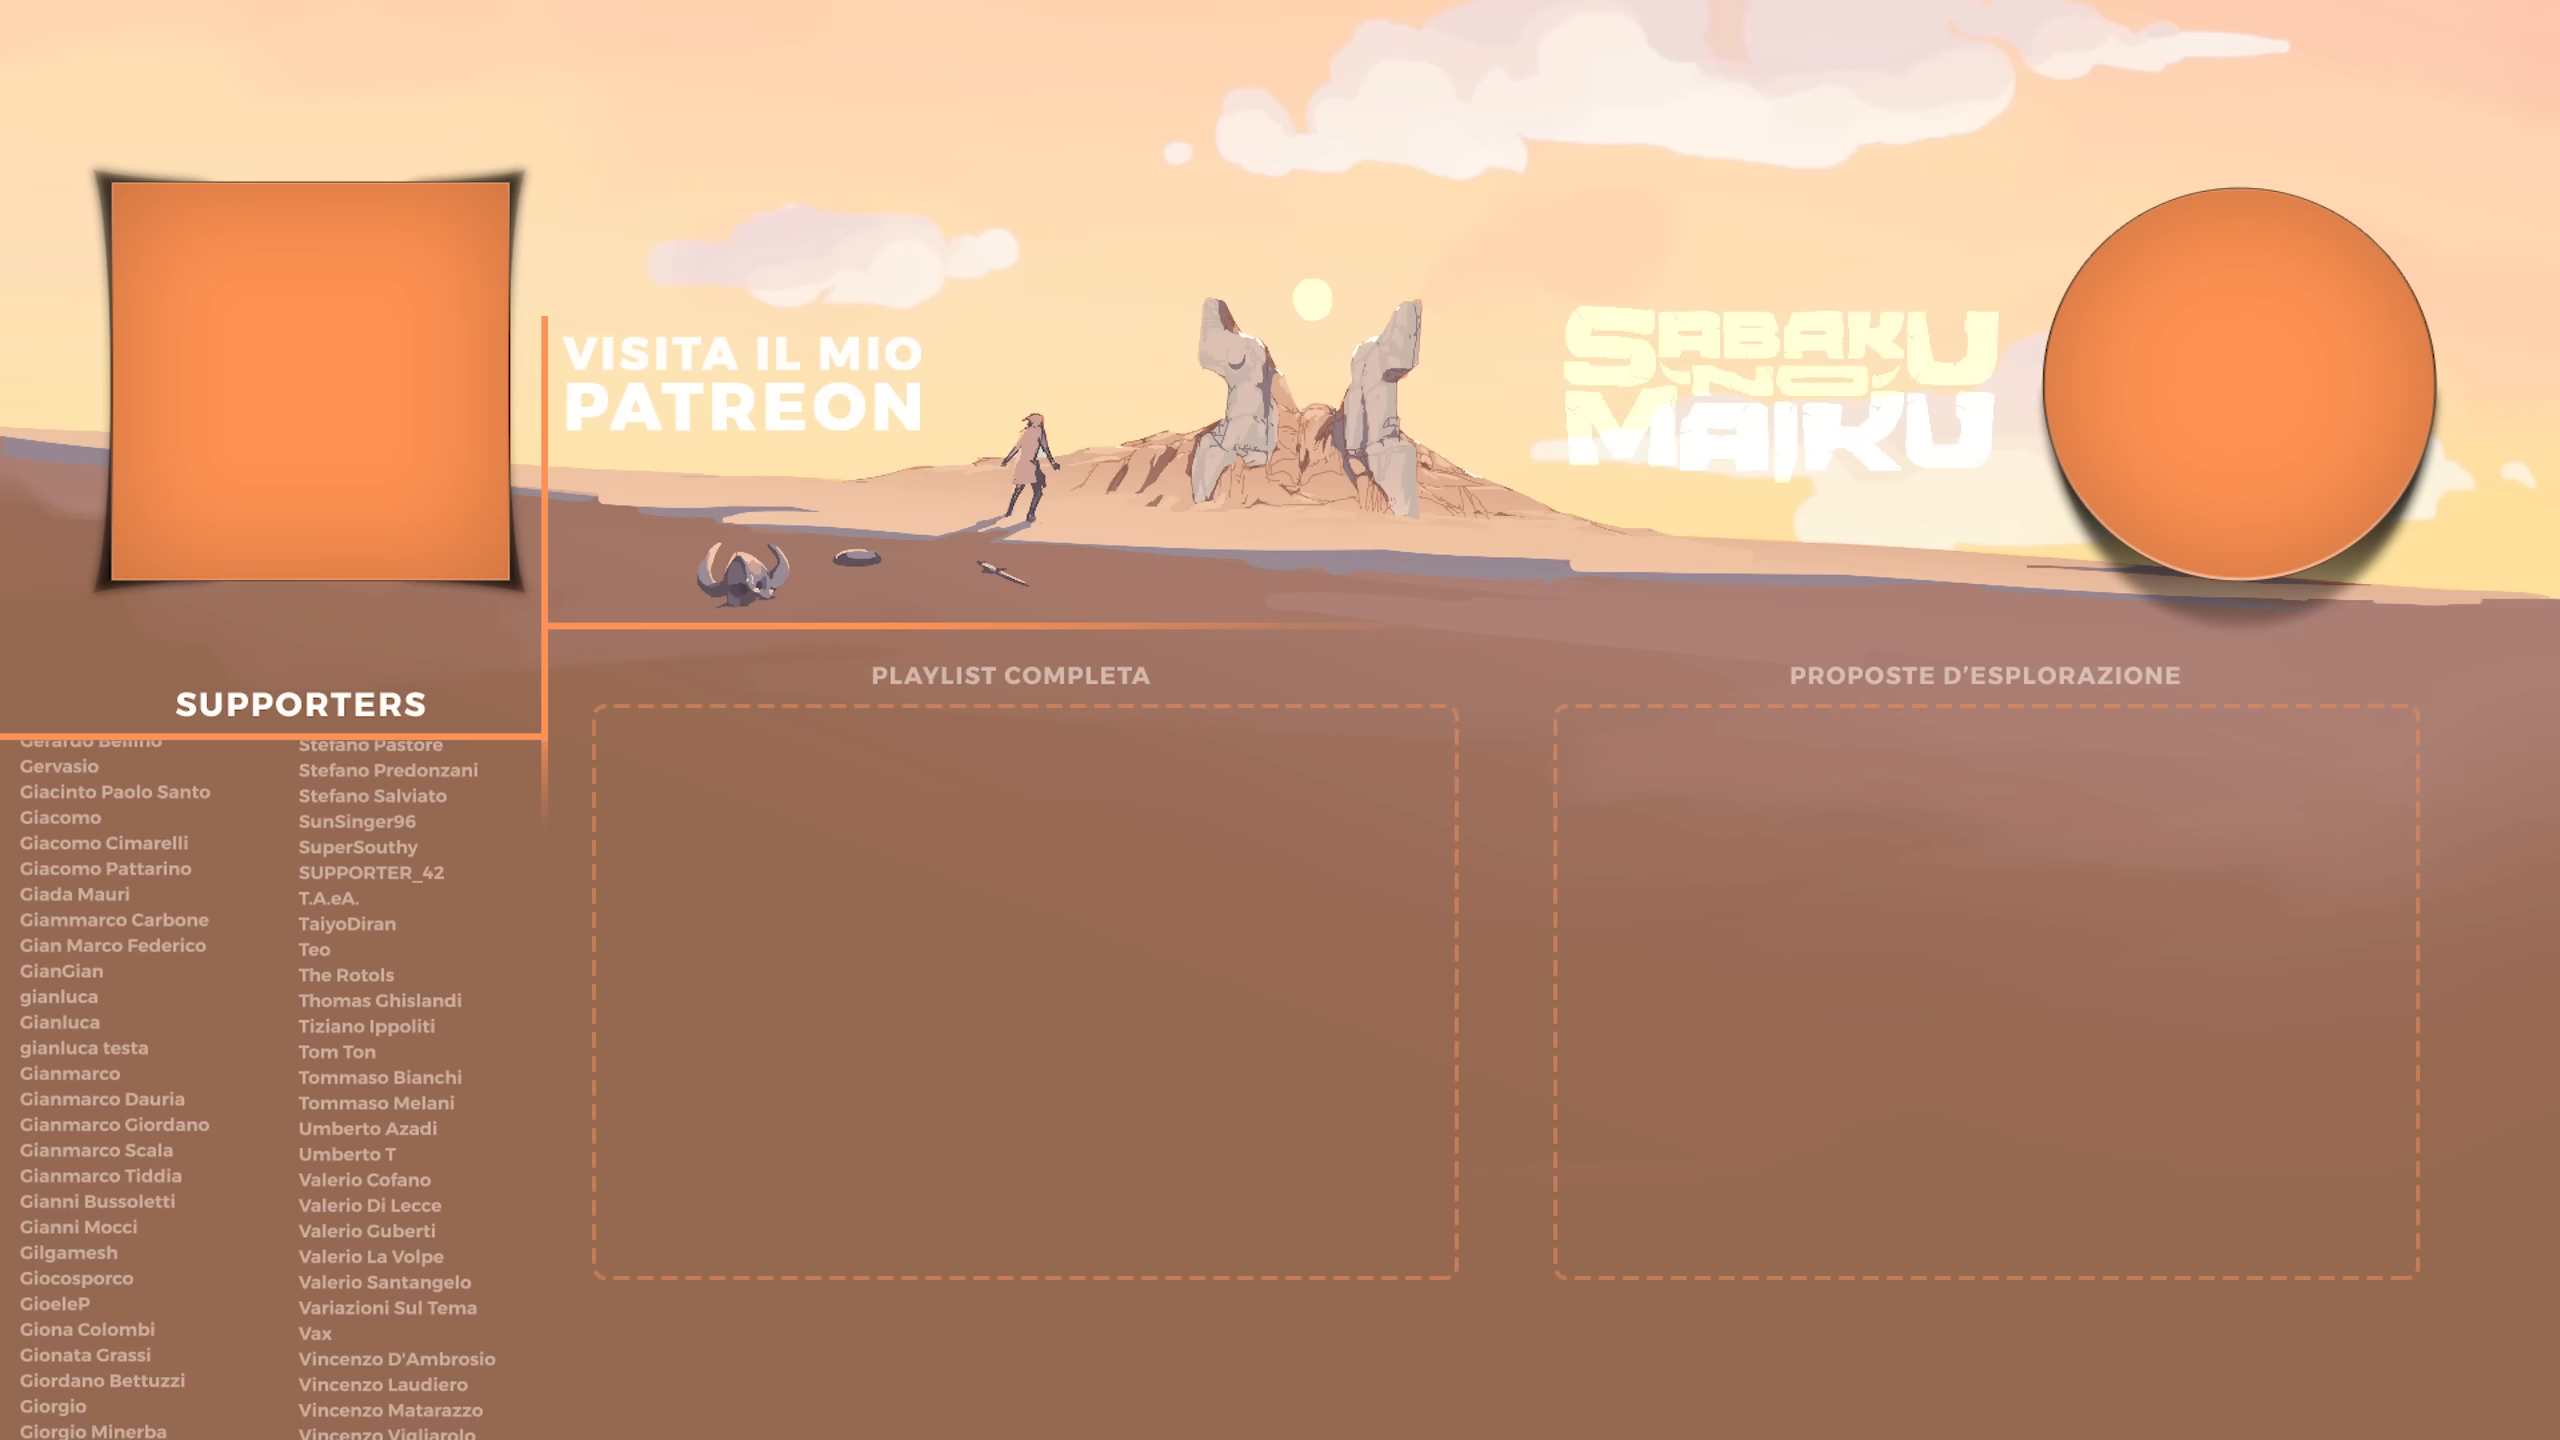 VISITA IL MIO
PATREON
SABAKU
NO
MAIKU
PLAYLIST COMPLETA
PROPOSTE D’ESPLORAZIONE
SUPPORTERS
Gerardo Bellino
Gervasio
Giacinto Paolo Santo
Giacomo
Giacomo Cimarelli
Giacomo Pattarino
Giada Mauri
Giammarco Carbone
Gian Marco Federico
GianGian
gianluca
Gianluca
gianluca testa
Gianmarco
Gianmarco Dauria
Gianmarco Giordano
Gianmarco Scala
Gianmarco Tiddia
Gianni Bussoletti
Gianni Mocci
Gilgamesh
Giocosporco
GioeleP
Giona Colombi
Gionata Grassi
Giordano Bettuzzi
Giorgio
Giorgio Minerba
Stefano Pastore
Stefano Predonzani
Stefano Salviato
SunSinger96
SuperSouthy
SUPPORTER_42
T.A.eA.
TaiyoDiran
Teo
The Rotols
Thomas Ghislandi
Tiziano Ippoliti
Tom Ton
Tommaso Bianchi
Tommaso Melani
Umberto Azadi
Umberto T
Valerio Cofano
Valerio Di Lecce
Valerio Guberti
Valerio La Volpe
Valerio Santangelo
Variazioni Sul Tema
Vax
Vincenzo D'Ambrosio
Vincenzo Laudiero
Vincenzo Matarazzo
Vincenzo Vigliarolo